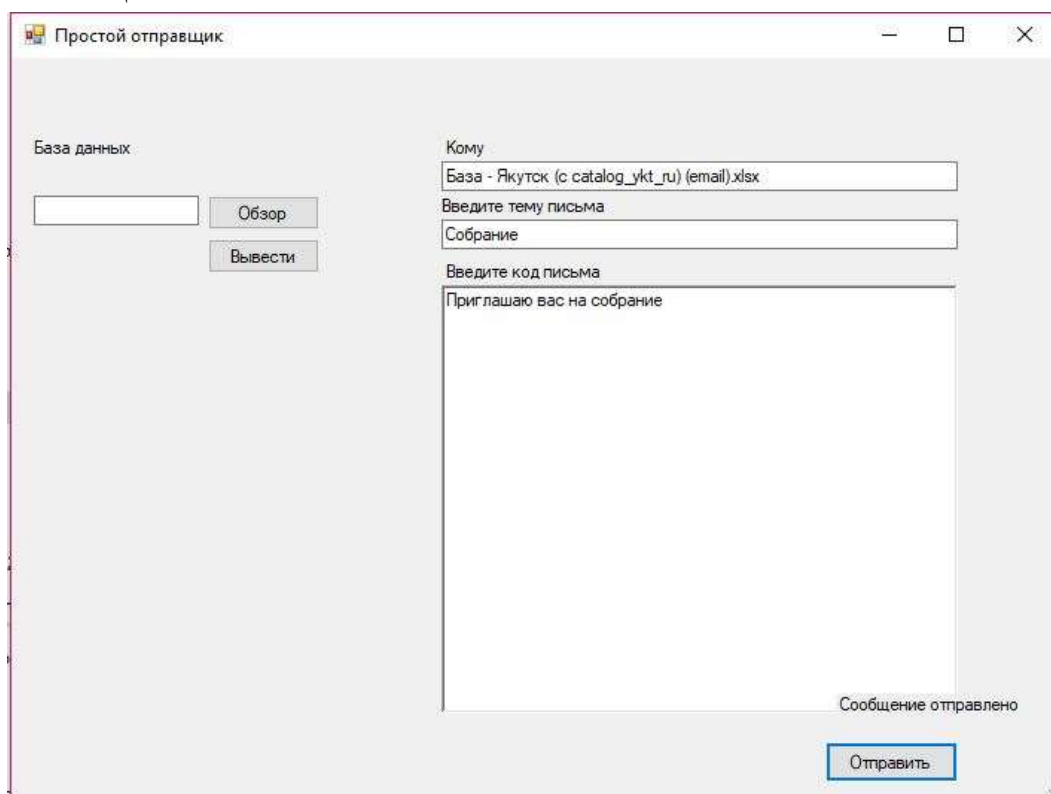 Простой отправщик
База данных
Обзор
Вывести
Кому
База - Якутск (с catalog_ykt_ru) (email).xlsx
Введите тему письма
Собрание
Введите код письма
Приглашаю вас на собрание
Сообщение отправлено
Отправить